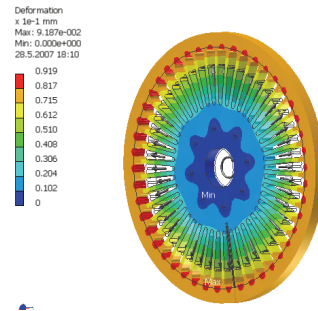 Deformation
x 1e-1 mm
Max: 9.187e-002
Min: 0.000e+000
28.5.2007 18:10
0.919
0.817
0.715
0.612
0.510
0.408
0.306
0.204
0.102
0
Min
Max